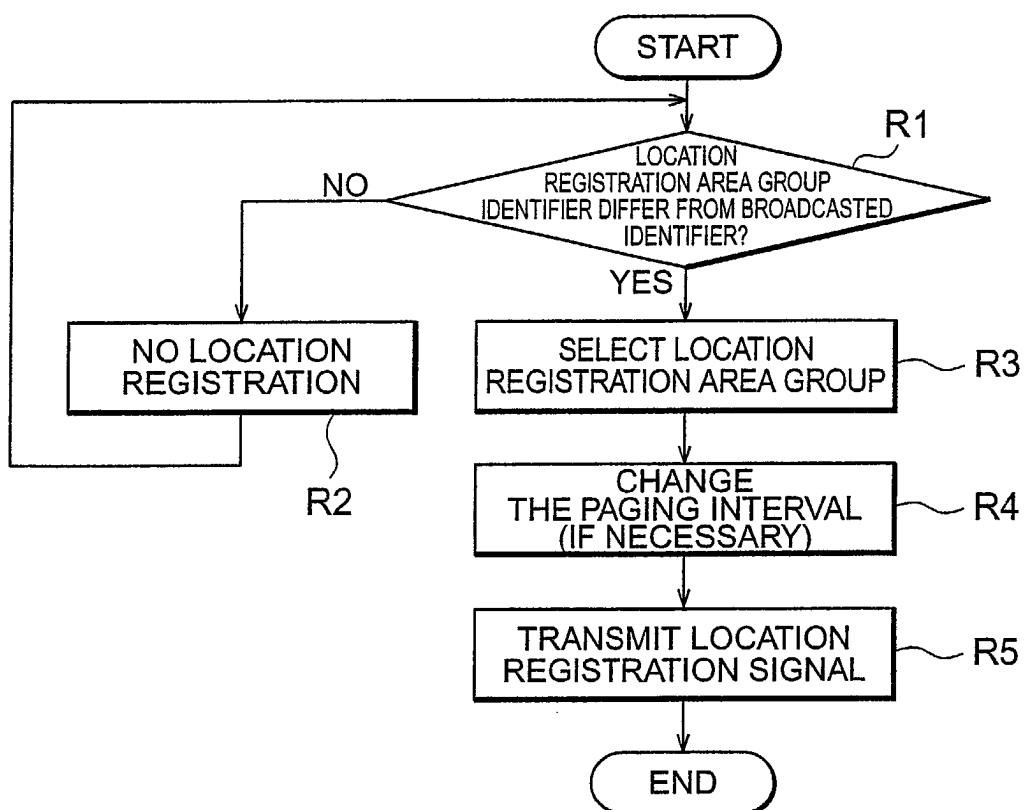 START
R1
LOCATION
REGISTRATION AREA GROUP
IDENTIFIER DIFFER FROM BROADCASTED
IDENTIFIER?
NO
YES
NO LOCATION
REGISTRATION
R2
SELECT LOCATION
REGISTRATION AREA GROUP
R3
CHANGE
THE PAGING INTERVAL
(IF NECESSARY)
R4
TRANSMIT LOCATION
REGISTRATION SIGNAL
R5
END